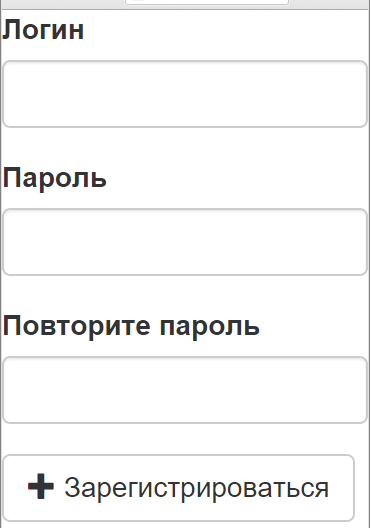 Логин
Пароль
Повторите пароль
Зарегистрироваться